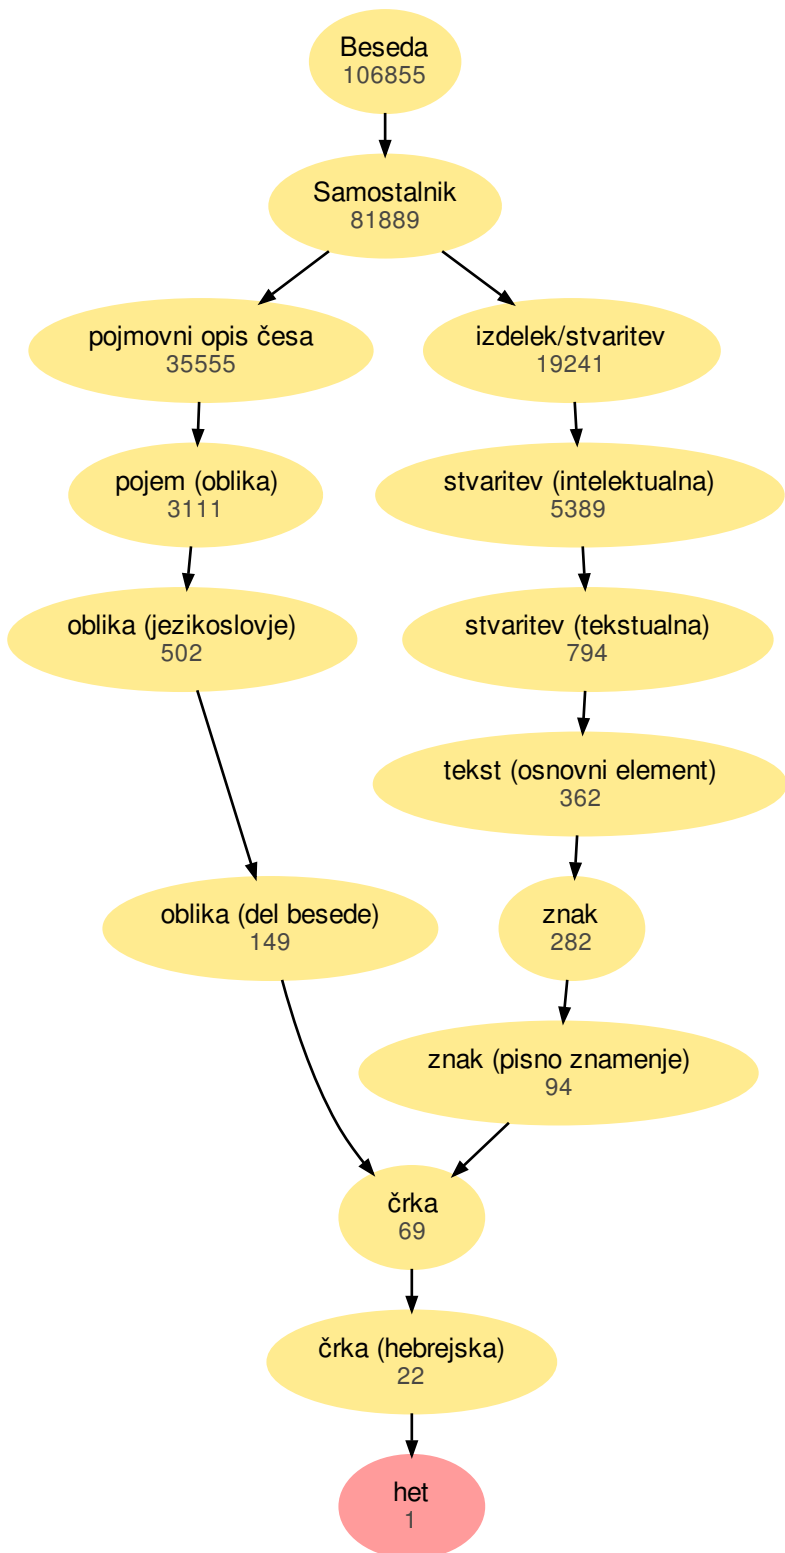 Beseda
106855
Samostalnik
81889
pojmovni opis česa
35555
izdelek/stvaritev
19241
pojem (oblika)
3111
stvaritev (intelektualna)
5389
oblika (jezikoslovje)
502
stvaritev (tekstualna)
794
tekst (osnovni element)
362
oblika (del besede)
149
znak
282
znak (pisno znamenje)
94
črka
69
črka (hebrejska)
22
het
1